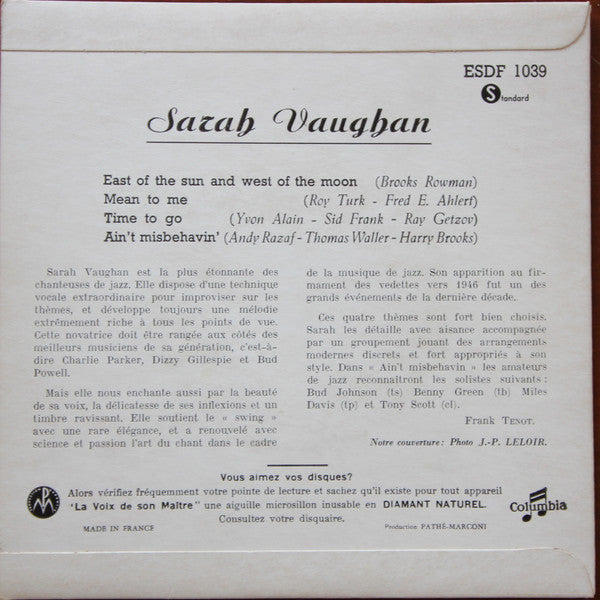 ESDF 1039
Standard
Sarah Vaughan
East of the sun and west of the moon (Brooks Rowman)
Mean to me (Roy Turk - Fred E. Ahlerf)
Time to go (Yvon Alain - Sid Frank - Ray Getzov)
Ain't misbehavin' (Andy Razaf - Thomas Waller - Harry Brooks)
Sarah Vaughan est la plus étonnante des
chanteuses de jazz. Elle dispose d'une technique
vocale extraordinaire pour improviser sur les
thèmes, et développe toujours une mélodie
extrêmement riche à tous les points de vue.
Cette novatrice doit être rangée aux côtés des
meilleurs musiciens de sa génération, c'est-à-
dire Charlie Parker, Dizzy Gillespie et Bud
Powell.
Mais elle nous enchante aussi par la beauté
de sa voix, la délicatesse de ses inflexions et un
timbre ravissant. Elle soutient le « swing »
avec une rare élégance, et a renouvelé avec
science et passion l'art du chant dans le cadre
de la musique de jazz. Son apparition au fir-
mament des vedettes vers 1946 fut un des
grands événements de la dernière décade.
Ces quatre thèmes sont fort bien choisis.
Sarah les détaille avec aisance accompagnée
par un groupement jouant des arrangements
modernes discrets et fort appropriés à son
style. Dans « Ain't misbehavin » les amateurs
de jazz reconnaîtront les solistes suivants :
Bud Johnson (ts) Benny Green (tb) Miles
Davis (tp) et Tony Scott (cl).
Frank TENOT.
Notre couverture : Photo J.-P. LELOIR.
Vous aimez vos disques?
Alors vérifiez fréquemment votre pointe de lecture et sachez qu'il existe pour tout appareil
"La Voix de son Maître" une aiguille microsillon inusable en DIAMANT NATUREL.
Consultez votre disquaire.
MADE IN FRANCE
Production PATHÉ-MARCONI
Columbia